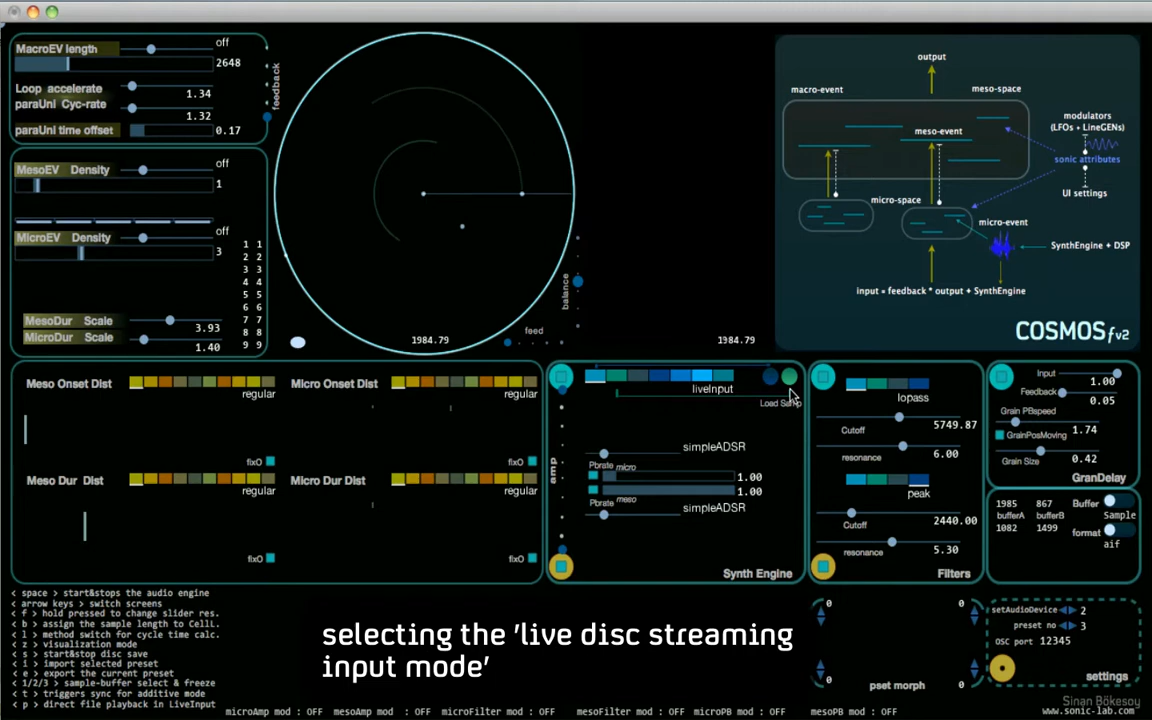 MacroEV length
off
2648
Loop accelerate
1.34
paraUni Cyc-rate
1.32
paraUni time offset
0.17
feedback
MesoEV Density
off
1
MicroEV Density
off
3
1 1
2 2
3 3
4 4
5 5
6 6
7 7
8 8
9 9
MesoDur Scale
3.93
MicroDur Scale
1.40
balance
feed
1984.79
1984.79
output
macro-event
meso-space
meso-event
modulators
(LFOs + LineGENs)
sonic attributes
UI settings
micro-space
micro-event
SynthEngine + DSP
input = feedback * output + SynthEngine
COSMOS fv2
Meso Onset Dist
regular
fixO
Micro Onset Dist
regular
fixO
Meso Dur Dist
regular
fixO
Micro Dur Dist
regular
fixO
amp
liveInput
simpleADSR
Pbrate micro
1.00
1.00
Pbrate meso
simpleADSR
Synth Engine
lopass
Cutoff
5749.87
resonance
6.00
peak
Cutoff
2440.00
resonance
5.30
Filters
Input
1.00
Feedback
0.05
Grain PBspeed
1.74
GrainPosMoving
Grain Size
0.42
GranDelay
1985 867
bufferA bufferB
1082 1499
Buffer
Sample
format
aif
< space > start&stops the audio engine
< arrow keys > switch screens
< f > hold pressed to change slider res.
< b > assign the sample length to CellL.
< l > method switch for cycle time calc.
< z > visualization mode
< s > start&stop disc save
< i > import selected preset
< e > export the current preset
< 1/2/3 > sample-buffer select & freeze
< t > triggers sync for additive mode
< p > direct file playback in LiveInput
selecting the 'live disc streaming
input mode'
0 0
0 0
pset morph
setAudioDevice 2
preset no 3
OSC port 12345
settings
Sinan Bökesoy
www.sonic-lab.com
microAmp mod : OFF mesoAmp mod : OFF microFilter mod : OFF mesoFilter mod : OFF microPB mod : OFF mesoPB mod : OFF